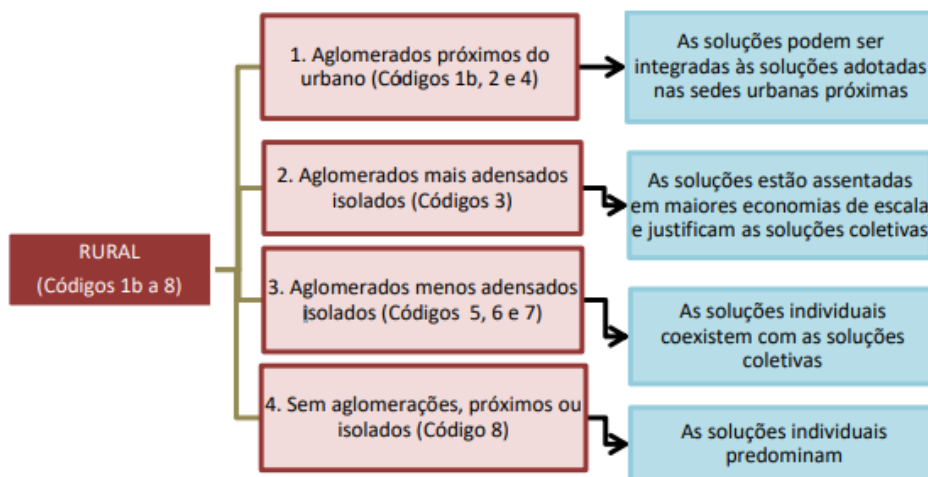 1. Aglomerados próximos do
urbano (Códigos 1b, 2 e 4)
As soluções podem ser
integradas às soluções adotadas
nas sedes urbanas próximas
2. Aglomerados mais adensados
isolados (Códigos 3)
As soluções estão assentadas
em maiores economias de escala
e justificam as soluções coletivas
RURAL
(Códigos 1b a 8)
3. Aglomerados menos adensados
isolados (Códigos 5, 6 e 7)
As soluções individuais
coexistem com as soluções
coletivas
4. Sem aglomerações, próximos ou
isolados (Código 8)
As soluções individuais
predominam